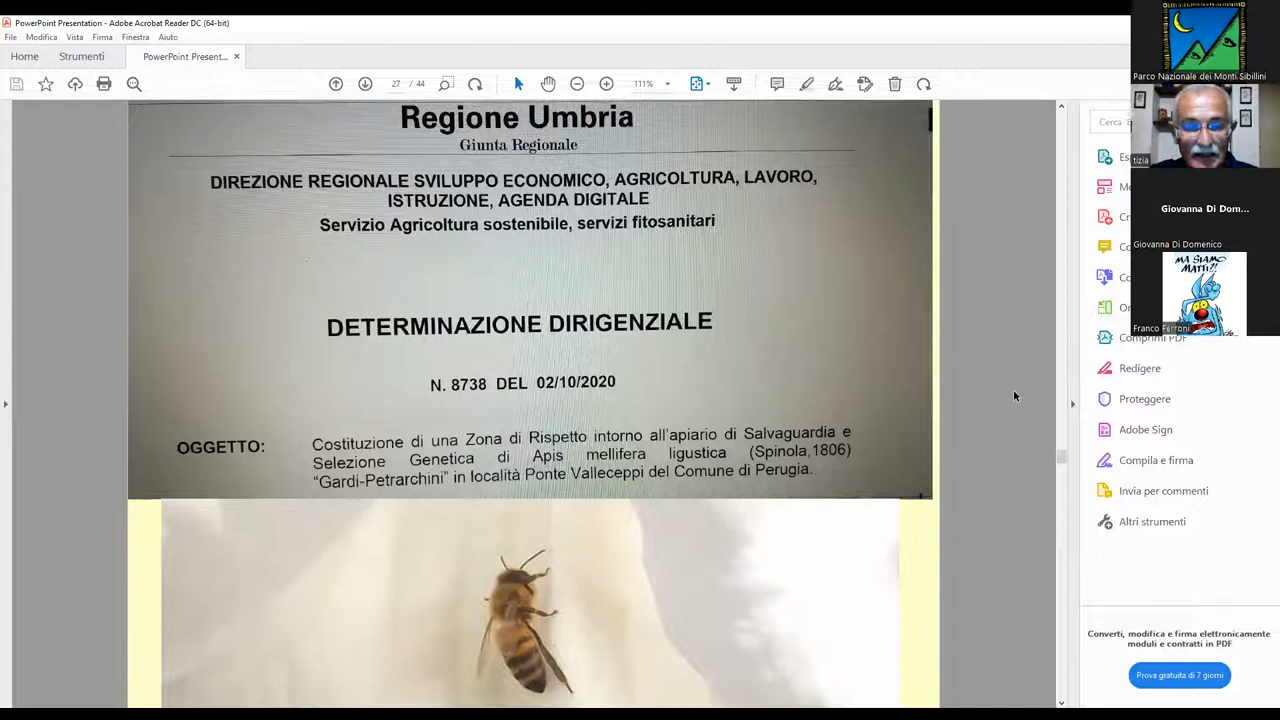 PowerPoint Presentation - Adobe Acrobat Reader DC (64-bit)
File Modifica Vista Firma Finestra Aiuto
Home Strumenti PowerPoint Present... ×
27 / 44 111%
Regione Umbria
Giunta Regionale
DIREZIONE REGIONALE SVILUPPO ECONOMICO, AGRICOLTURA, LAVORO,
ISTRUZIONE, AGENDA DIGITALE
Servizio Agricoltura sostenibile, servizi fitosanitari
DETERMINAZIONE DIRIGENZIALE
N. 8738 DEL 02/10/2020
OGGETTO: Costituzione di una Zona di Rispetto intorno all'apiario di Salvaguardia e
Selezione Genetica di Apis mellifera ligustica (Spinola,1806)
"Gardi-Petrarchini" in località Ponte Valleceppi del Comune di Perugia.
Parco Nazionale dei Monti Sibillini
tizia
Giovanna Di Dom...
Giovanna Di Domenico
MA SIAMO
MATTI?!
Franco Ferroni
Cerca
Comprimi PDF
Redigere
Proteggere
Adobe Sign
Compila e firma
Invia per commenti
Altri strumenti
Converti, modifica e firma elettronicamente
moduli e contratti in PDF
Prova gratuita di 7 giorni